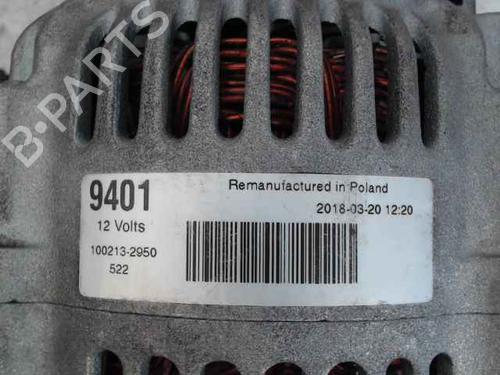 B-PARTS
9401
12 Volts
100213-2950
522
Remanufactured in Poland
2018-03-20 12:20